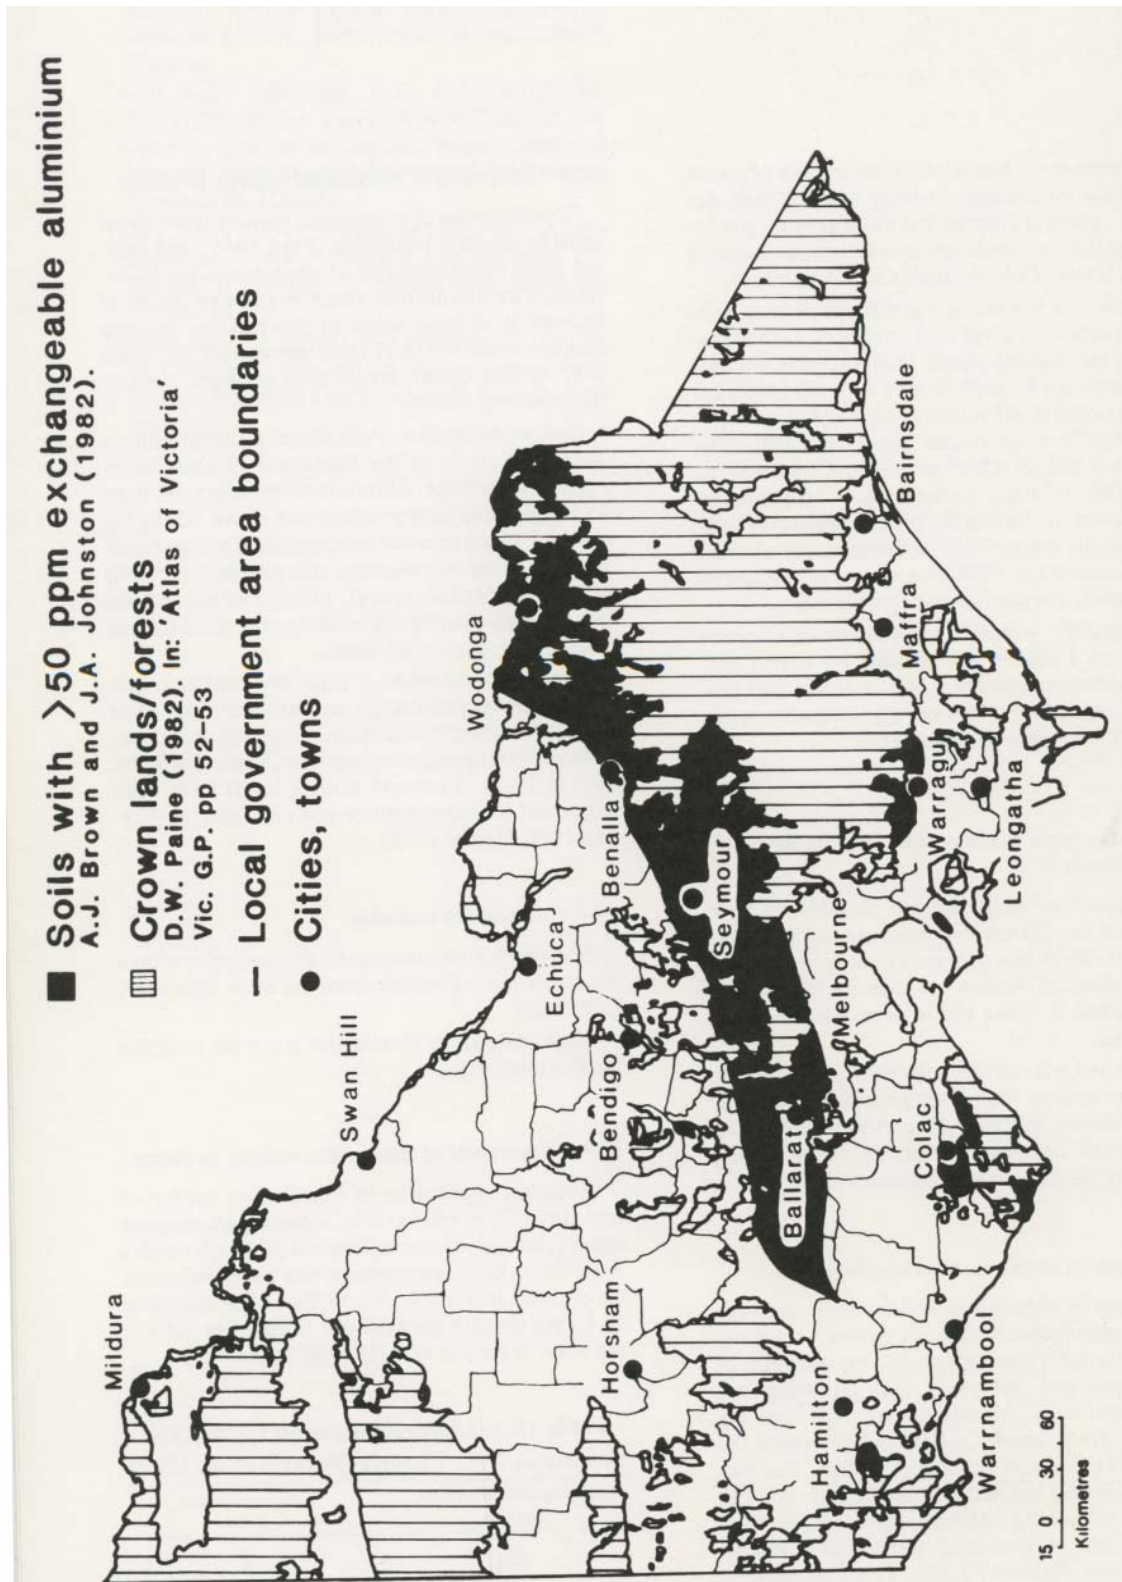 ■ Soils with >50 ppm exchangeable aluminium
A.J. Brown and J.A. Johnston (1982).
Crown lands/forests
D.W. Paine (1982). In: 'Atlas of Victoria'
Vic. G.P. pp 52–53
— Local government area boundaries
● Cities, towns
Mildura
Swan Hill
Echuca
Wodonga
Horsham
Bendigo
Benalla
Seymour
Hamilton
Ballarat
Melbourne
Maffra
Bairnsdale
Warrnambool
Colac
Warragul
Leongatha
15 0 30 60
Kilometres